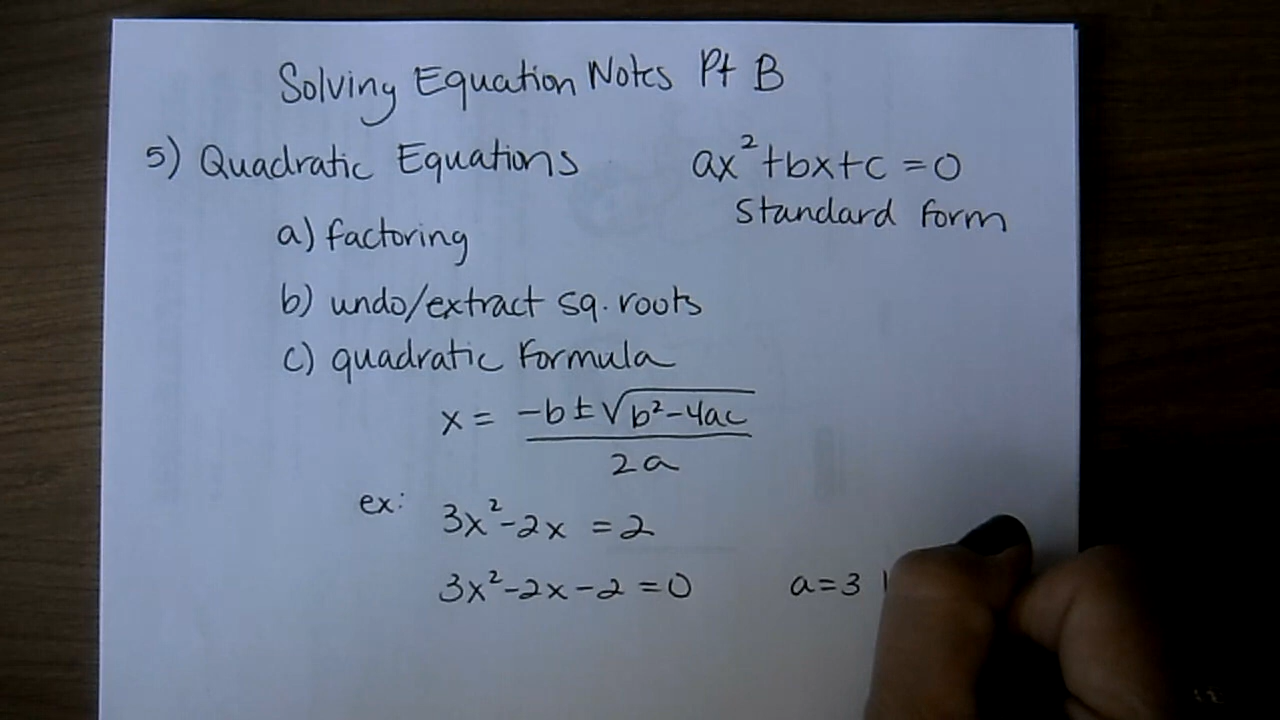 Solving Equation Notes Pt B
5) Quadratic Equations ax²+bx+c=0
Standard form
a) factoring
b) undo/extract sq. roots
c) quadratic formula
x = (-b±√(b²-4ac))/(2a)
ex: 3x²-2x = 2
3x²-2x-2=0 a=3